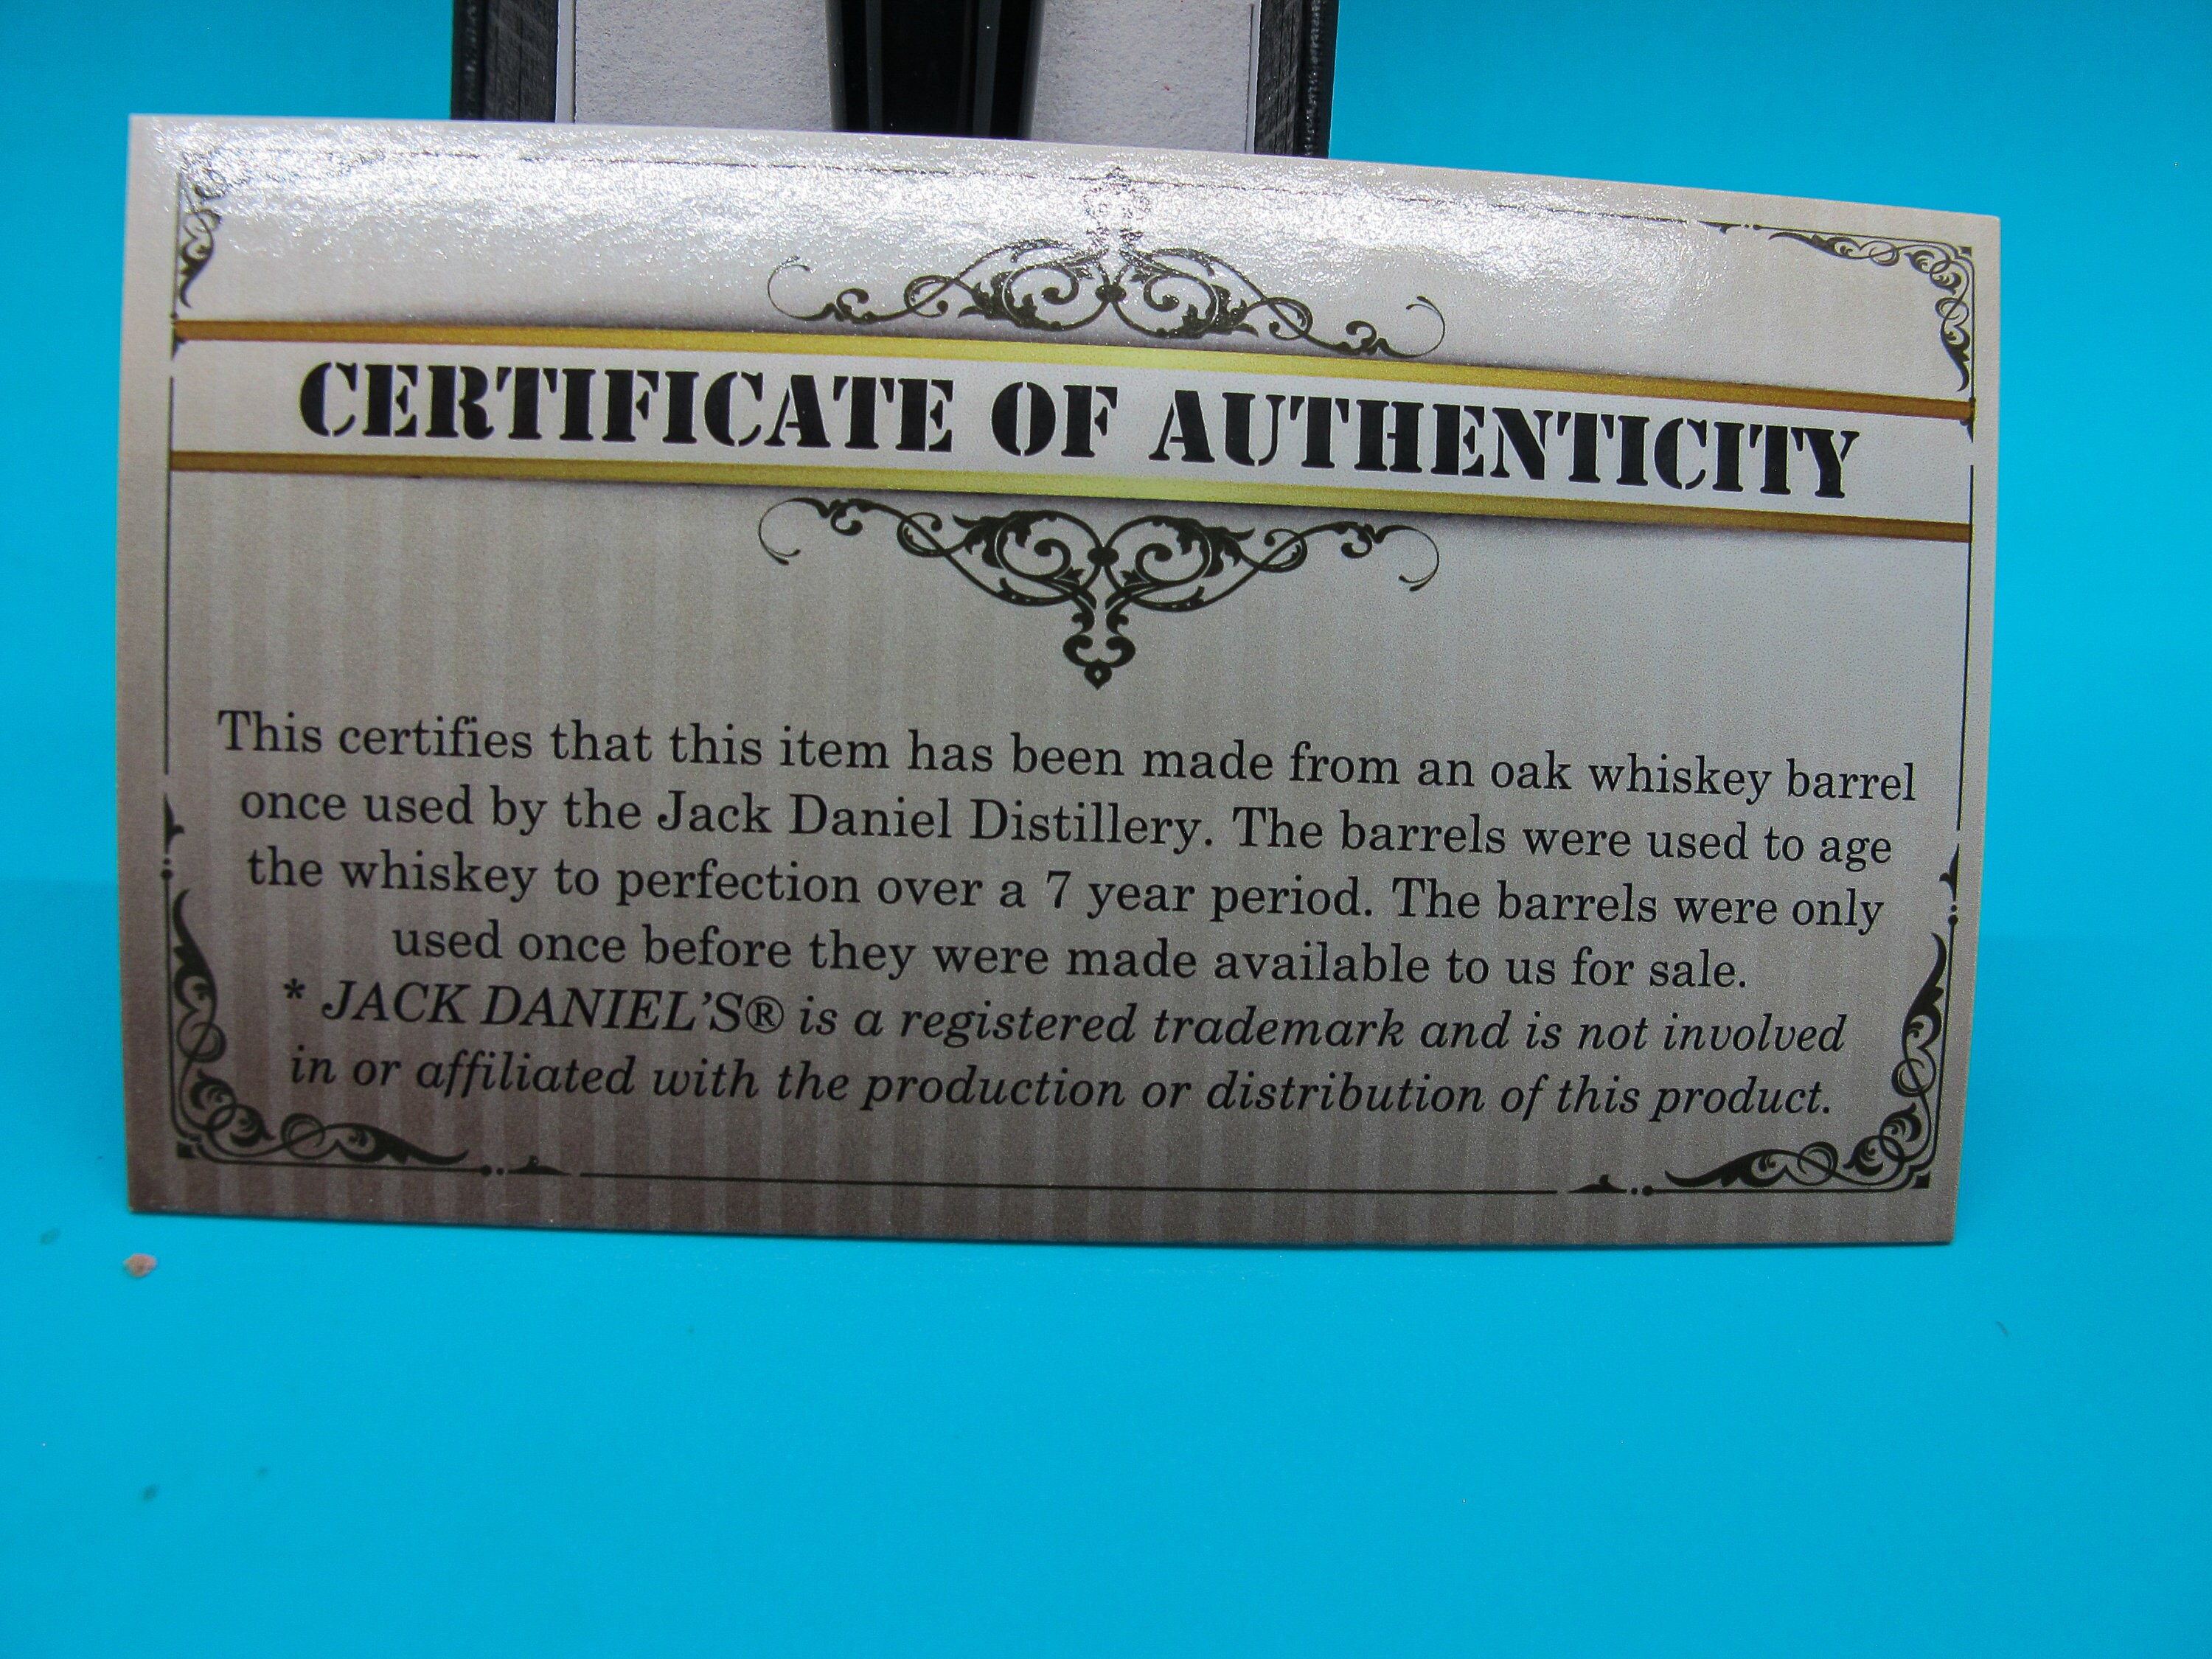 CERTIFICATE OF AUTHENTICITY
This certifies that this item has been made from an oak whiskey barrel
once used by the Jack Daniel Distillery. The barrels were used to age
the whiskey to perfection over a 7 year period. The barrels were only
used once before they were made available to us for sale.
* JACK DANIEL'S® is a registered trademark and is not involved
in or affiliated with the production or distribution of this product.